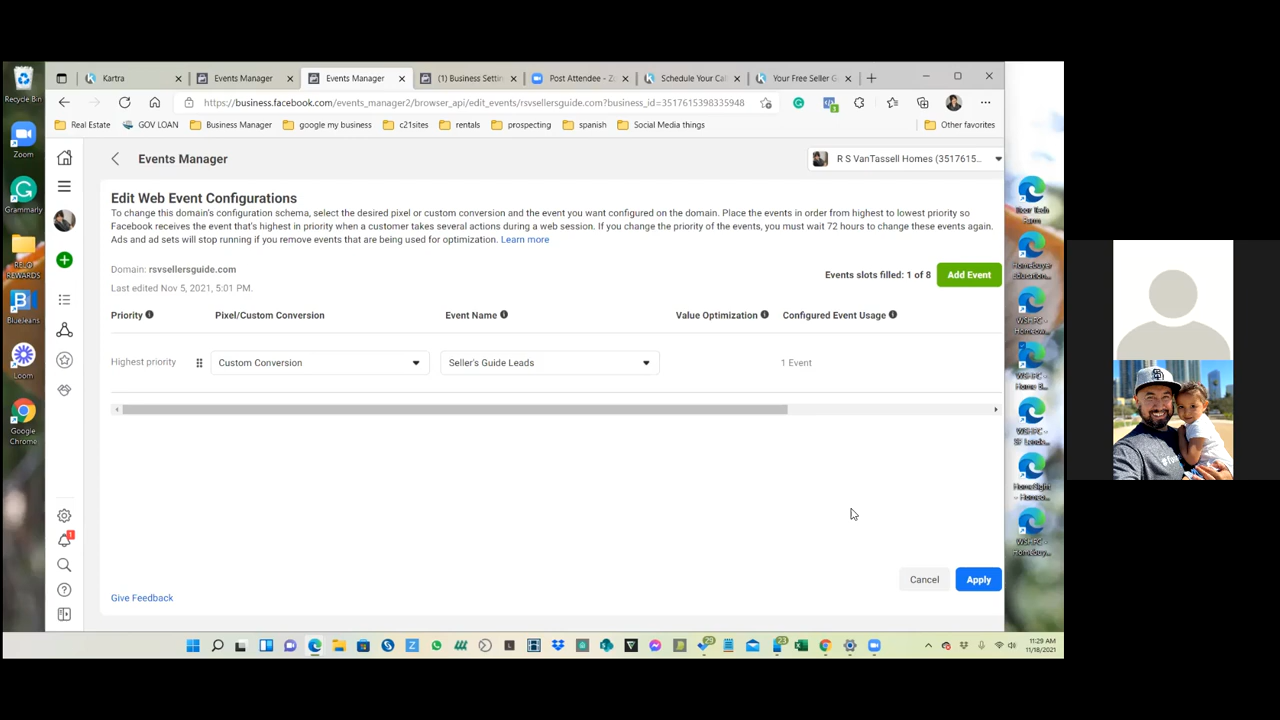 Kartra
Events Manager
Events Manager
(1) Business Settin
Post Attendee - Z
Schedule Your Ca
Your Free Seller G
https://business.facebook.com/events_manager2/browser_api/edit_events/rsvsellersguide.com?business_id=3517615398335948
Real Estate
GOV LOAN
Business Manager
google my business
c21sites
rentals
prospecting
spanish
Social Media things
Other favorites
Recycle Bin
Zoom
Grammarly
RELO REWARDS
BlueJeans
Loom
Google Chrome
Events Manager
R S VanTassell Homes (3517615...
Edit Web Event Configurations
To change this domain's configuration schema, select the desired pixel or custom conversion and the event you want configured on the domain. Place the events in order from highest to lowest priority so
Facebook receives the event that's highest in priority when a customer takes several actions during a web session. If you change the priority of the events, you must wait 72 hours to change these events again.
Ads and ad sets will stop running if you remove events that are being used for optimization. Learn more
Domain: rsvsellersguide.com
Last edited Nov 5, 2021, 5:01 PM.
Events slots filled: 1 of 8
Add Event
Priority
Pixel/Custom Conversion
Event Name
Value Optimization
Configured Event Usage
Highest priority
Custom Conversion
Seller's Guide Leads
1 Event
Cancel
Apply
Give Feedback
11:29 AM
11/18/2021